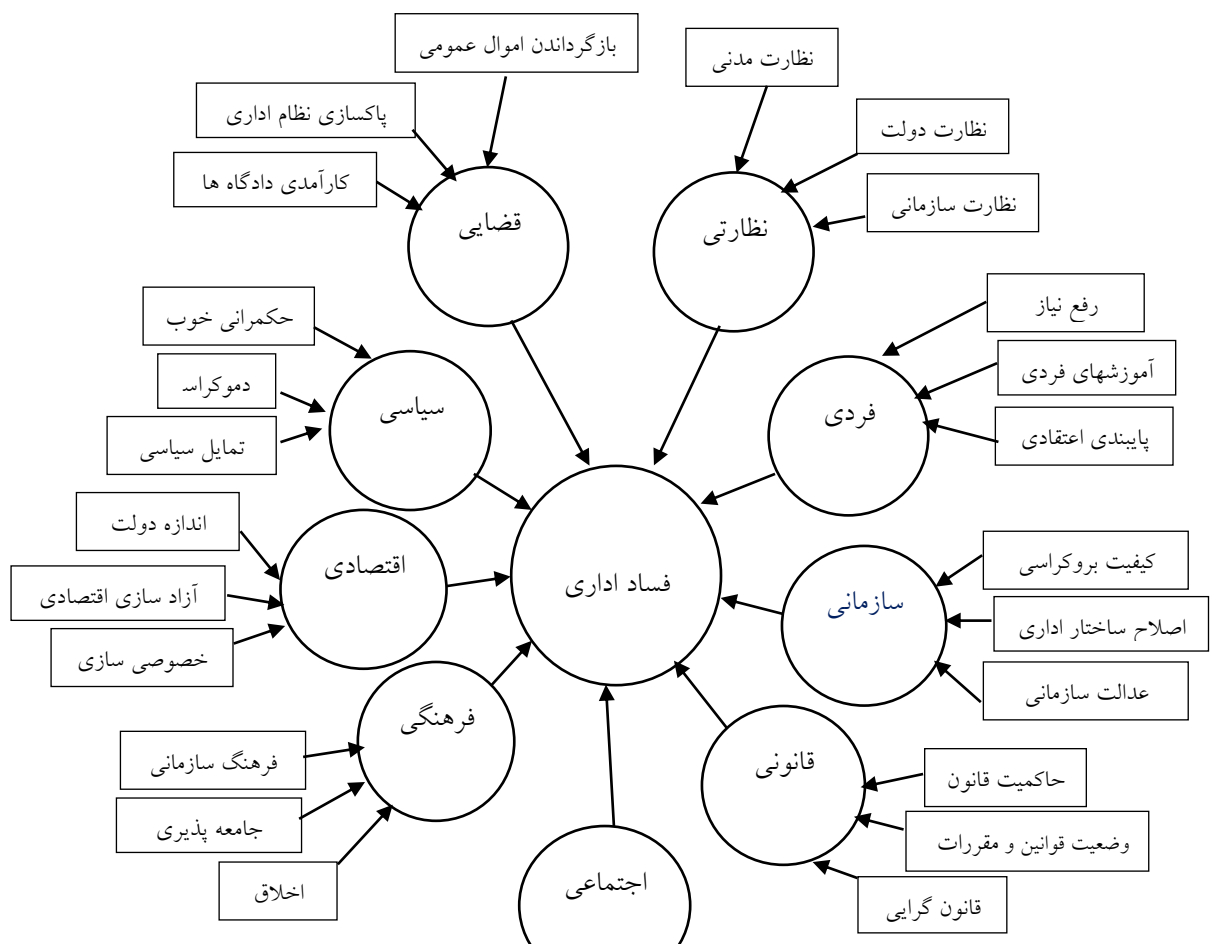 بازگرداندن اموال عمومی
نظارت مدنی
پاکسازی نظام اداری
نظارت دولت
کارآمدی دادگاه ها
نظارت سازمانی
قضایی
نظارتی
حکمرانی خوب
رفع نیاز
دموکراسـ
آموزشهای فردی
سیاسی
فردی
تمایل سیاسی
پایبندی اعتقادی
اندازه دولت
کیفیت بروکراسی
اقتصادی
فساد اداری
سازمانی
آزاد سازی اقتصادی
اصلاح ساختار اداری
خصوصی سازی
عدالت سازمانی
فرهنگی
قانونی
فرهنگ سازمانی
حاکمیت قانون
جامعه پذیری
وضعیت قوانین و مقررات
اخلاق
اجتماعی
قانون گرایی